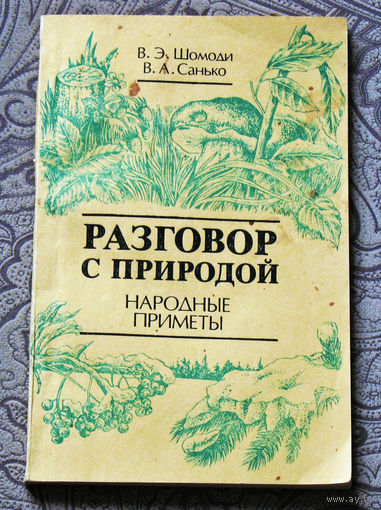 В. Э. Шомоди
В. А. Санько
РАЗГОВОР
С ПРИРОДОЙ
НАРОДНЫЕ
ПРИМЕТЫ